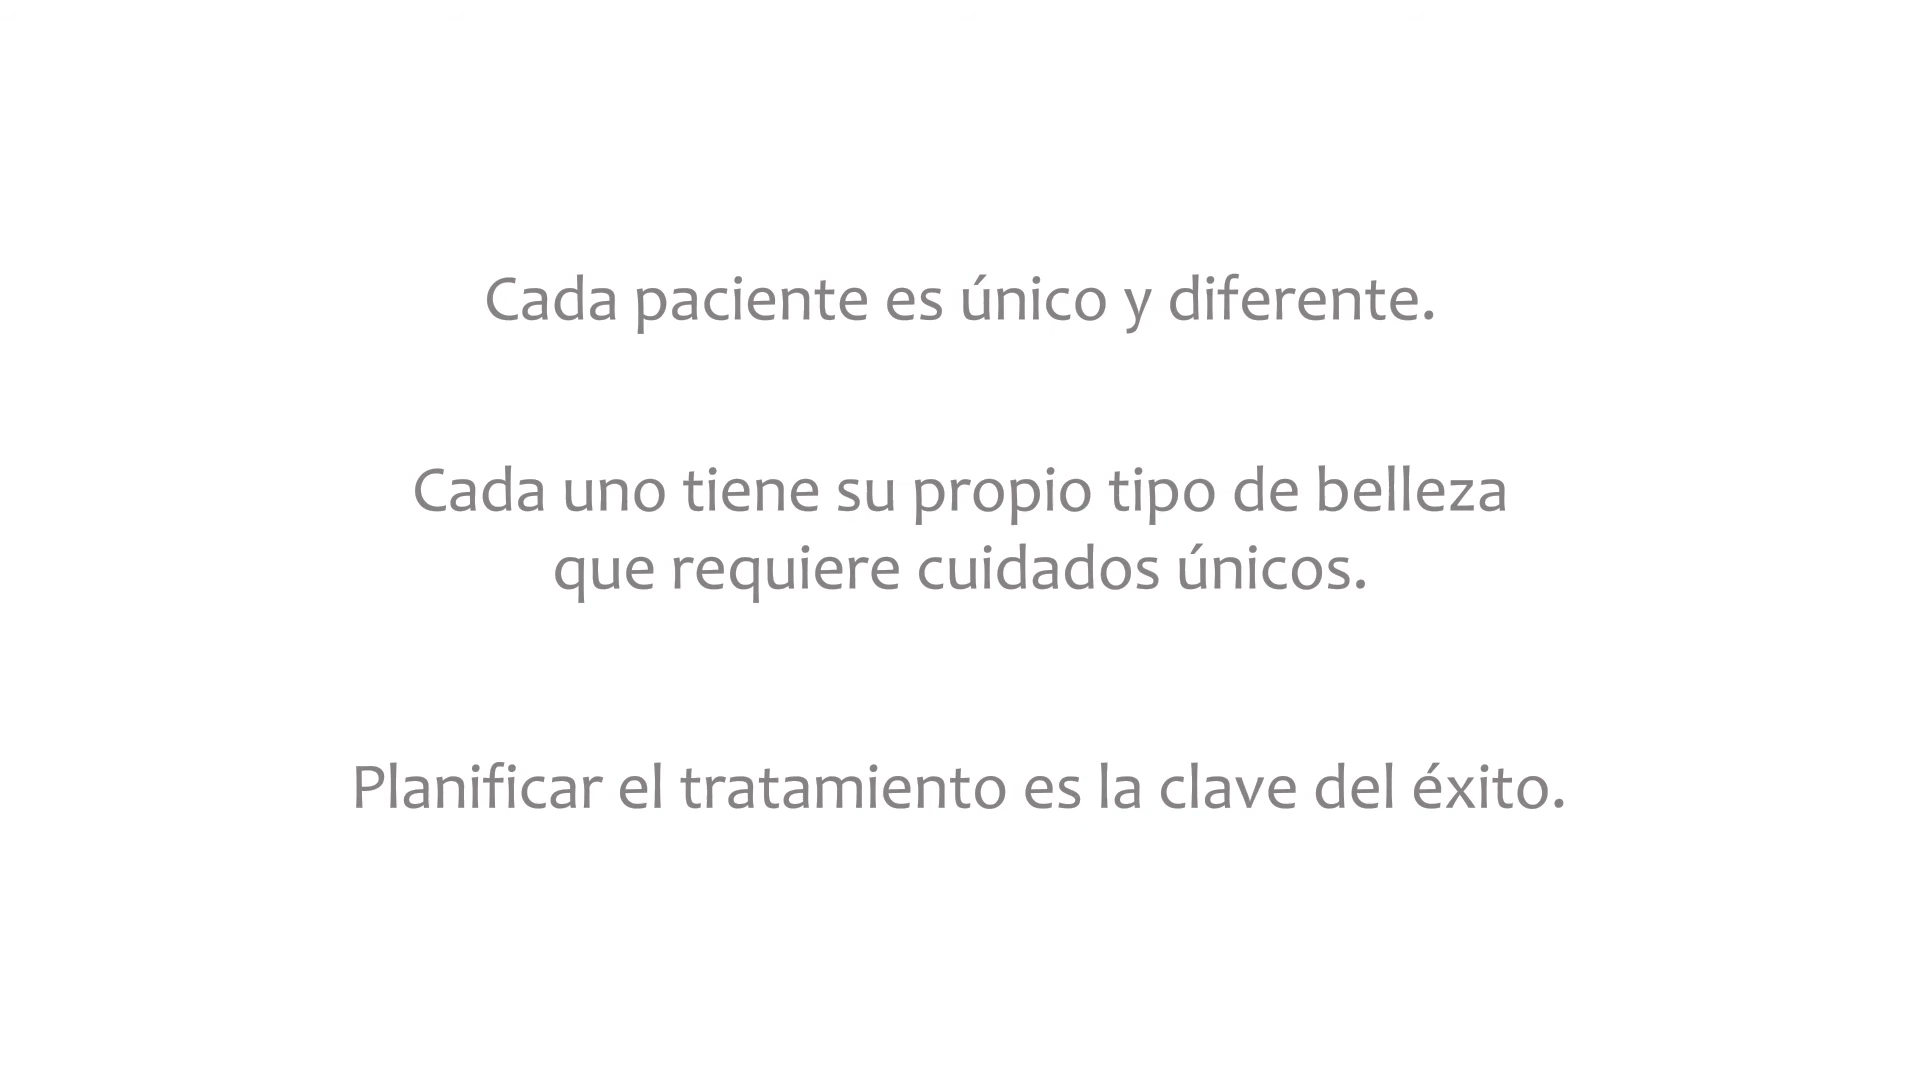 Cada paciente es único y diferente.
Cada uno tiene su propio tipo de belleza
que requiere cuidados únicos.
Planificar el tratamiento es la clave del éxito.